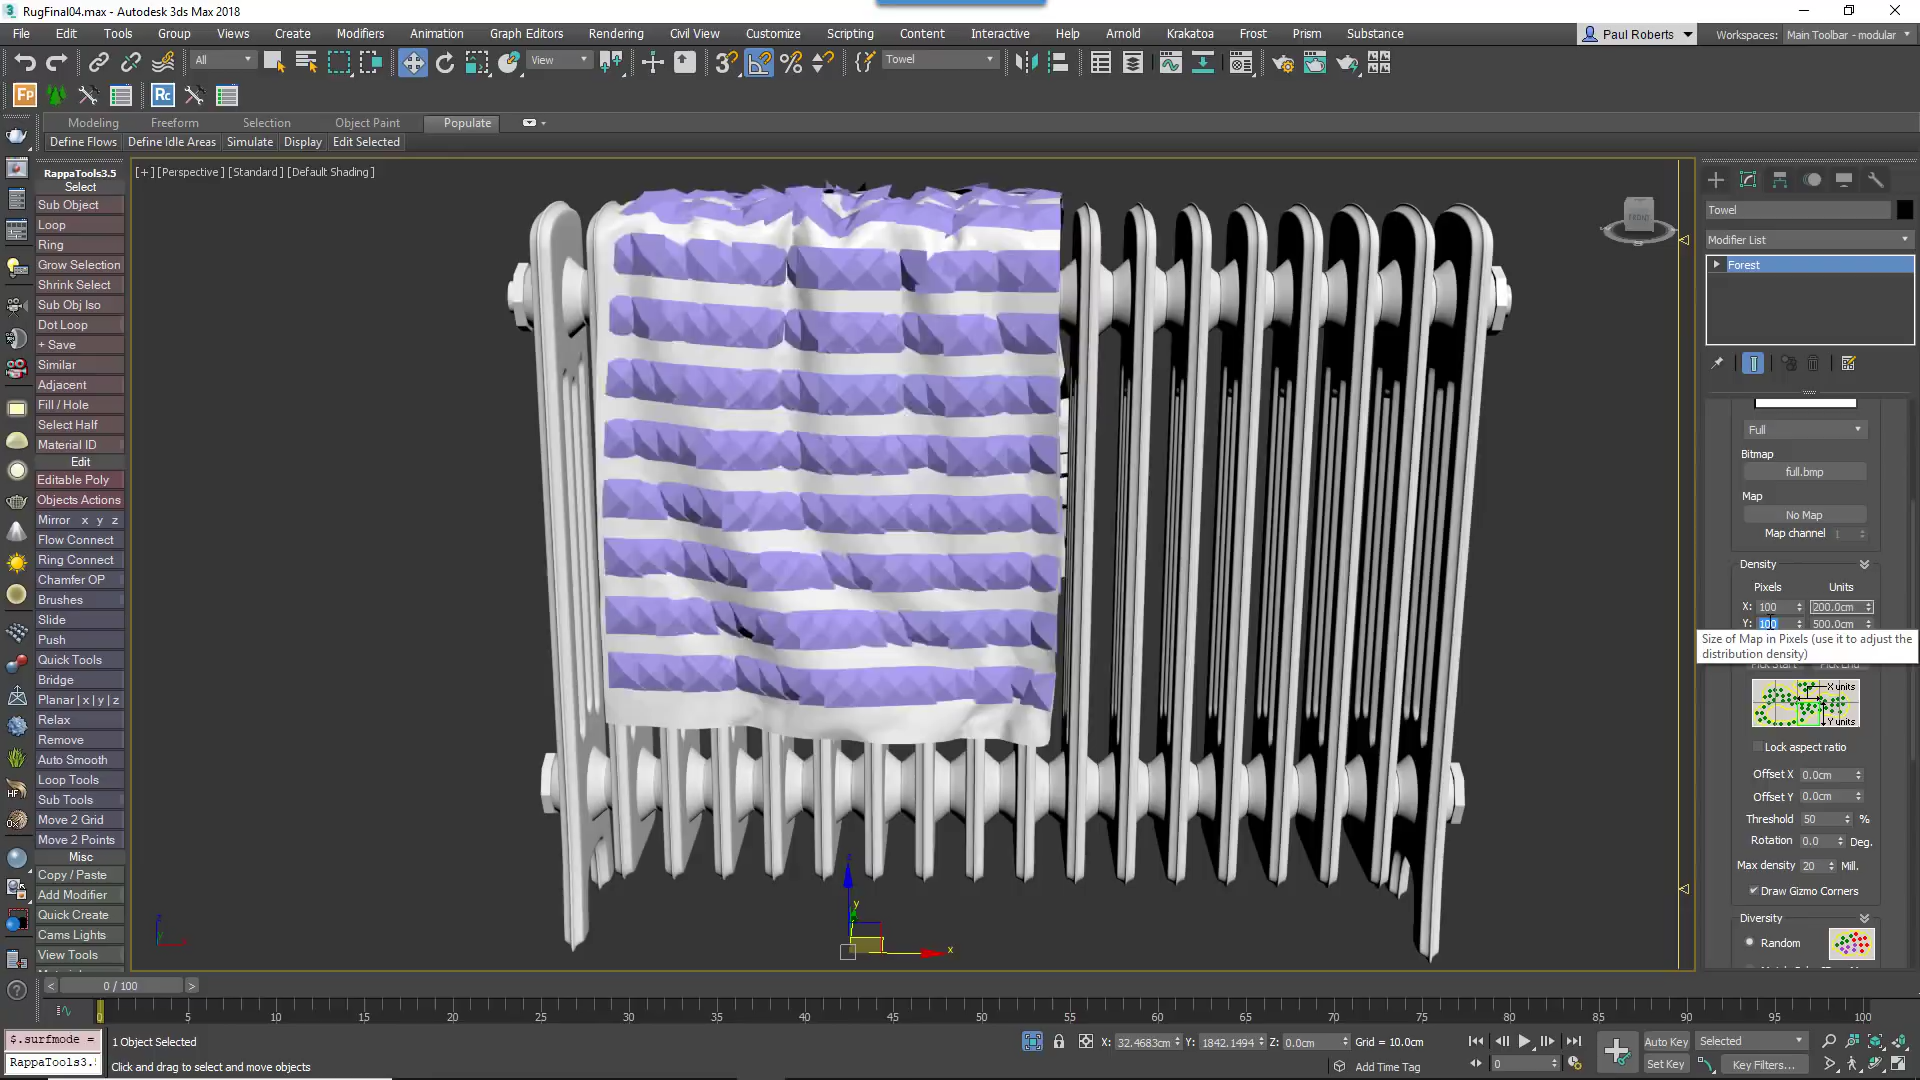 RugFinal04.max - Autodesk 3ds Max 2018
File Edit Tools Group Views Create Modifiers Animation Graph Editors Rendering Civil View Customize Scripting Content Interactive Help Arnold Krakatoa Frost Prism Substance Paul Roberts Workspaces: Main Toolbar - modular
All View Towel
Fp Rc
Modeling Freeform Selection Object Paint Populate
Define Flows Define Idle Areas Simulate Display Edit Selected
[+] [Perspective] [Standard] [Default Shading]
RappaTools3.5
Select
Sub Object
Loop
Ring
Grow Selection
Shrink Select
Sub Obj Iso
Dot Loop
+ Save
Similar
Adjacent
Fill / Hole
Select Half
Material ID
Edit
Editable Poly
Objects Actions
Mirror x y z
Flow Connect
Ring Connect
Chamfer OP
Brushes
Slide
Push
Quick Tools
Bridge
Planar | x | y | z
Relax
Remove
Auto Smooth
Loop Tools
Sub Tools
Move 2 Grid
Move 2 Points
Misc
Copy / Paste
Add Modifier
Quick Create
Cams Lights
View Tools
FRONT
Towel
Modifier List
Forest
Full
Bitmap
full.bmp
Map
No Map
Map channel 1
Density
Pixels Units
X: 100 200.0cm
Y: 100 500.0cm
Size of Map in Pixels (use it to adjust the
distribution density)
X units
Y units
Lock aspect ratio
Offset X 0.0cm
Offset Y 0.0cm
Threshold 50 %
Rotation 0.0 Deg.
Max density 20 Mill.
Draw Gizmo Corners
Diversity
Random
z
y
x
0 / 100
0 5 10 15 20 25 30 35 40 45 50 55 60 65 70 75 80 85 90 95 100
$.surfmode =
RappaTools3.5
1 Object Selected
Click and drag to select and move objects
X: 32.4683cm Y: 1842.1494 Z: 0.0cm Grid = 10.0cm
Add Time Tag
0
Auto Key Selected
Set Key Key Filters...